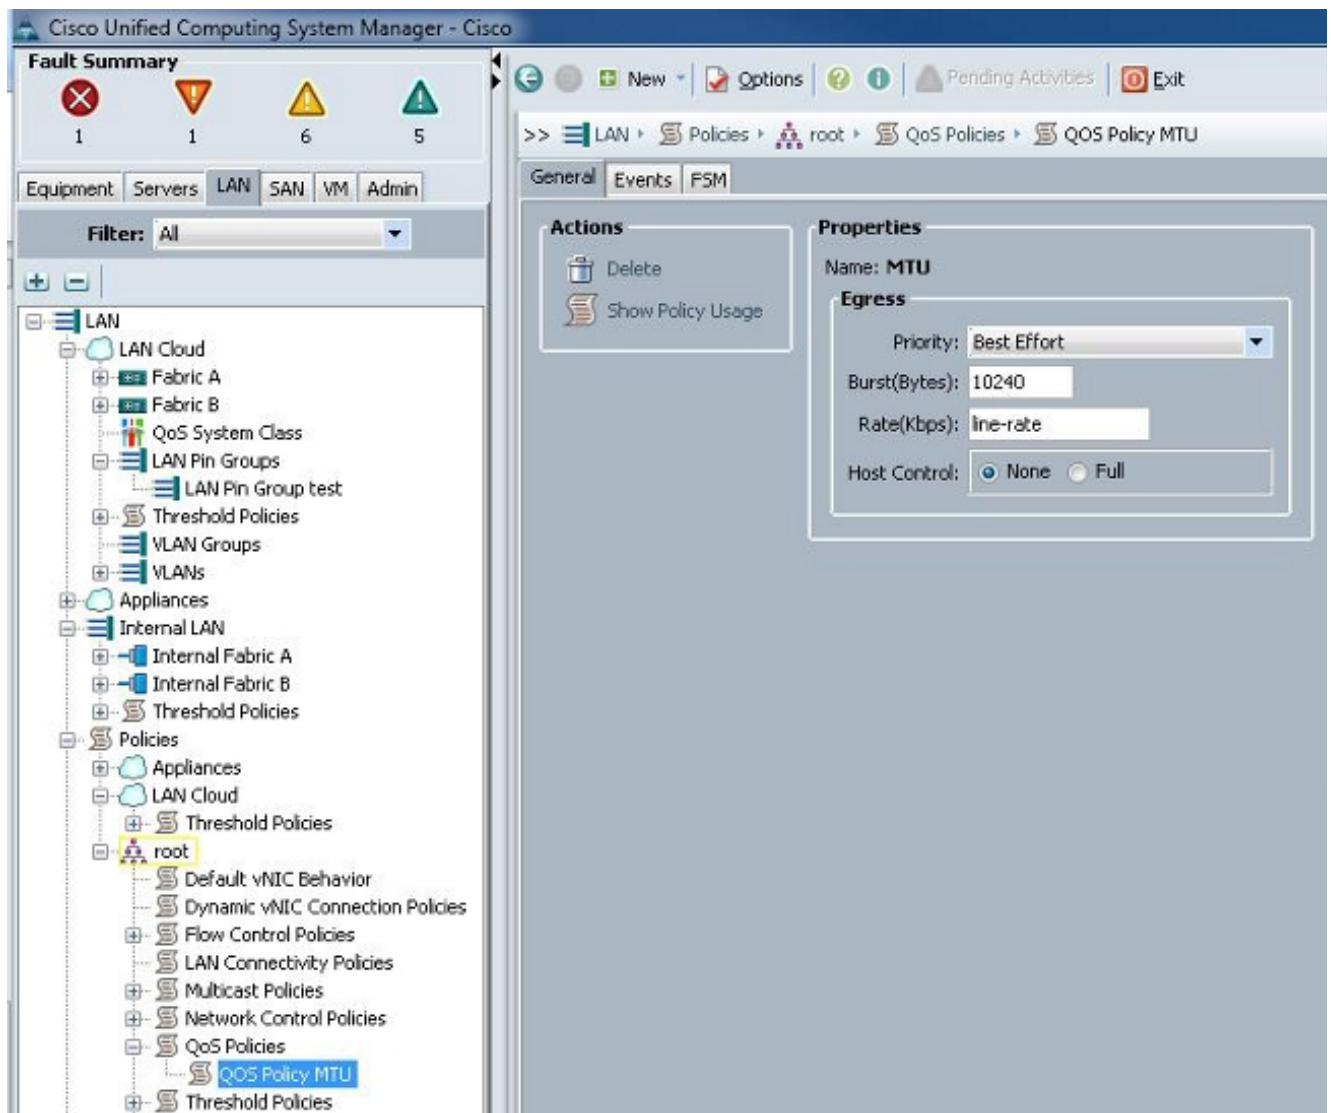 Cisco Unified Computing System Manager - Cisco
Fault Summary
1 1 6 5
Equipment Servers LAN SAN VM Admin
Filter: All
LAN
LAN Cloud
Fabric A
Fabric B
QoS System Class
LAN Pin Groups
LAN Pin Group test
Threshold Policies
VLAN Groups
VLANs
Appliances
Internal LAN
Internal Fabric A
Internal Fabric B
Threshold Policies
Policies
Appliances
LAN Cloud
Threshold Policies
root
Default vNIC Behavior
Dynamic vNIC Connection Policies
Flow Control Policies
LAN Connectivity Policies
Multicast Policies
Network Control Policies
QoS Policies
QOS Policy MTU
Threshold Policies
New Options Pending Activities Exit
>> LAN Policies root QoS Policies QOS Policy MTU
General Events FSM
Actions
Delete
Show Policy Usage
Properties
Name: MTU
Egress
Priority: Best Effort
Burst(Bytes): 10240
Rate(Kbps): line-rate
Host Control: None Full